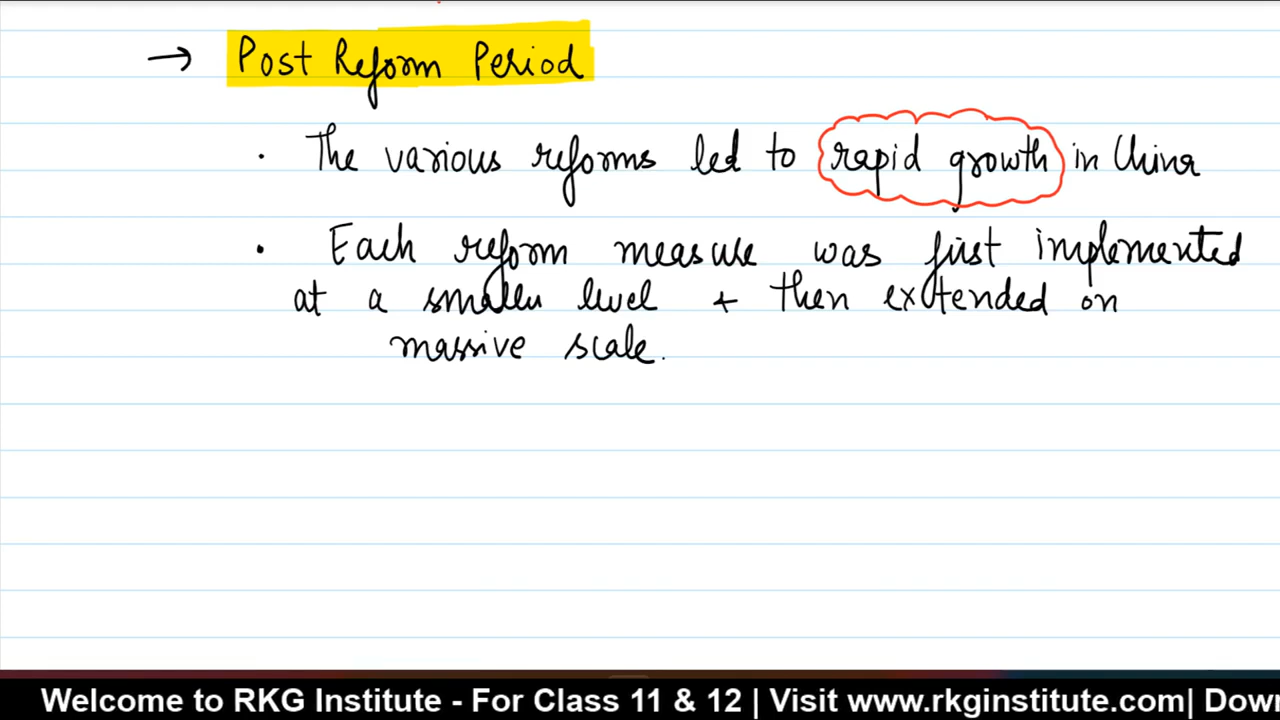 → Post Reform Period
. The various reforms led to rapid growth in China
. Each reform measure was first implemented
at a smaller level + then extended on
massive scale.
Welcome to RKG Institute - For Class 11 & 12 | Visit www.rkginstitute.com| Dow